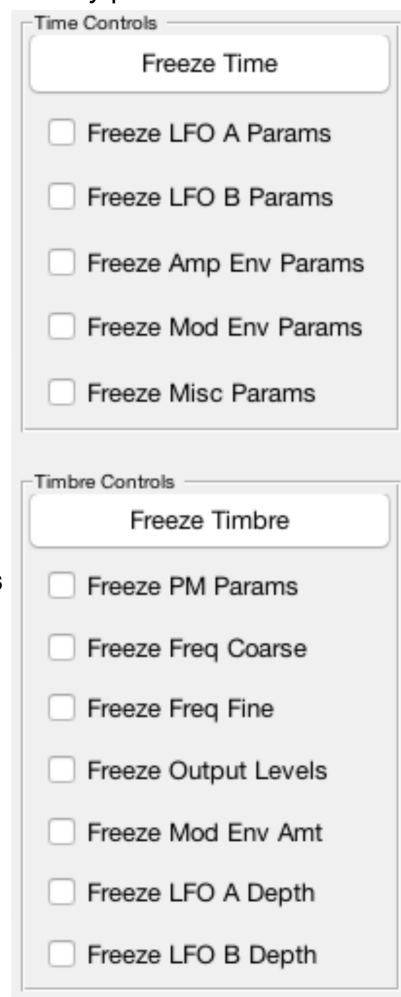 Time Controls
Freeze Time
Freeze LFO A Params
Freeze LFO B Params
Freeze Amp Env Params
Freeze Mod Env Params
Freeze Misc Params
Timbre Controls
Freeze Timbre
Freeze PM Params
Freeze Freq Coarse
Freeze Freq Fine
Freeze Output Levels
Freeze Mod Env Amt
Freeze LFO A Depth
Freeze LFO B Depth